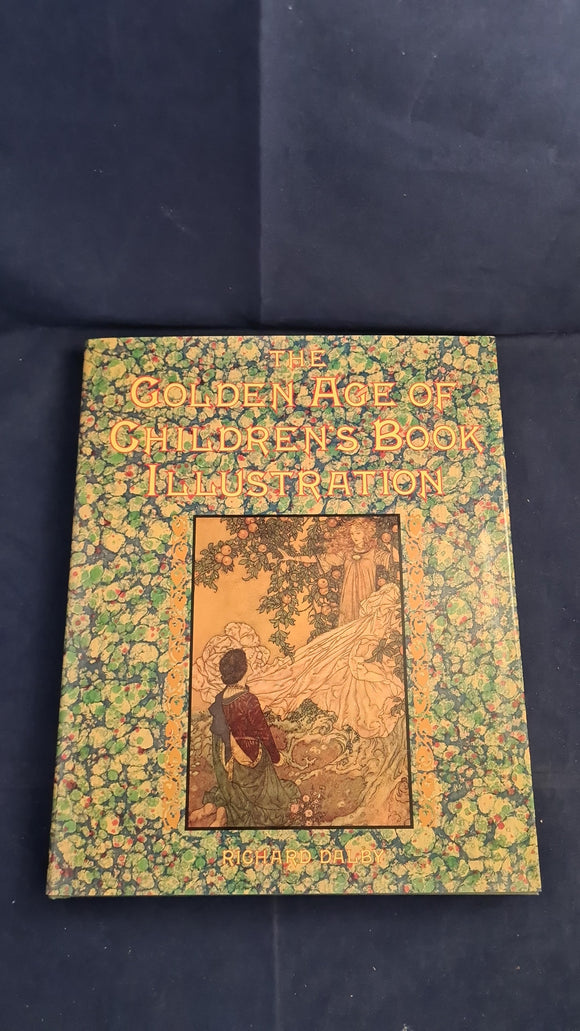 THE
GOLDEN AGE OF
CHILDREN'S BOOK
ILLUSTRATION
RICHARD DALBY